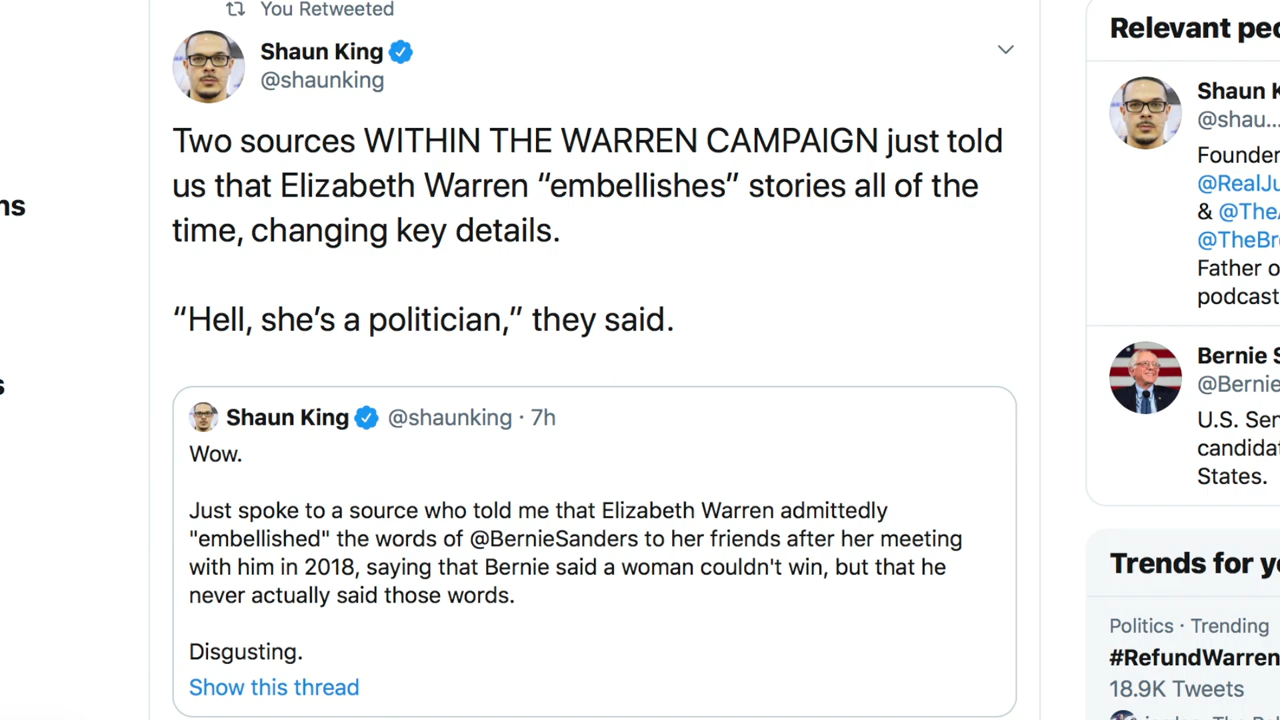 You Retweeted
Shaun King
@shaunking
Two sources WITHIN THE WARREN CAMPAIGN just told
us that Elizabeth Warren “embellishes” stories all of the
time, changing key details.
“Hell, she’s a politician,” they said.
Shaun King @shaunking · 7h
Wow.
Just spoke to a source who told me that Elizabeth Warren admittedly
"embellished" the words of @BernieSanders to her friends after her meeting
with him in 2018, saying that Bernie said a woman couldn't win, but that he
never actually said those words.
Disgusting.
Show this thread
Relevant
Shaun
@shau...
Founder
@RealJu
& @The
@TheBr
Father
podcast
Bernie
@Bernie
U.S. Sen
candidat
States.
Trends for
Politics · Trending
#RefundWarren
18.9K Tweets